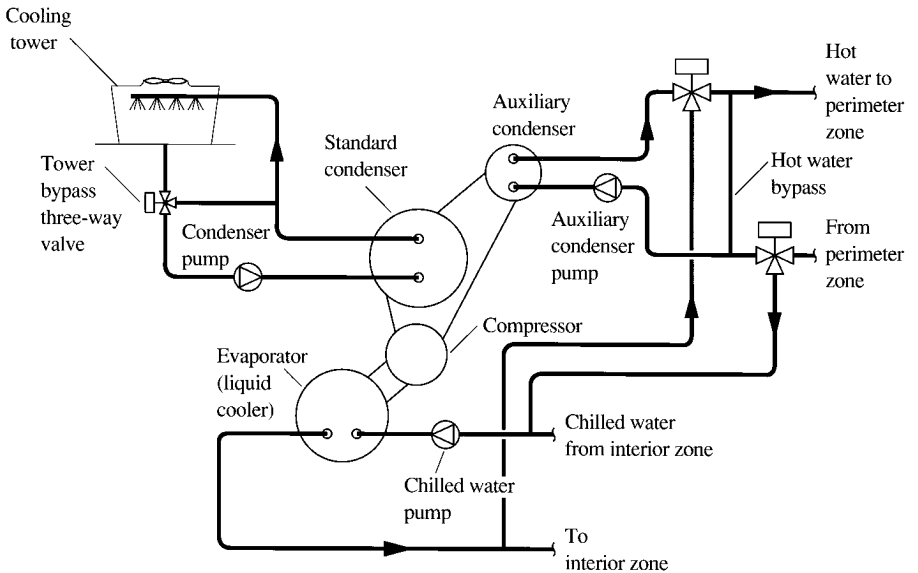 Cooling
tower
Tower
bypass
three-way
valve
Condenser
pump
Standard
condenser
Auxiliary
condenser
Auxiliary
condenser
pump
Hot
water to
perimeter
zone
Hot water
bypass
From
perimeter
zone
Compressor
Evaporator
(liquid
cooler)
Chilled water
from interior zone
Chilled water
pump
To
interior zone